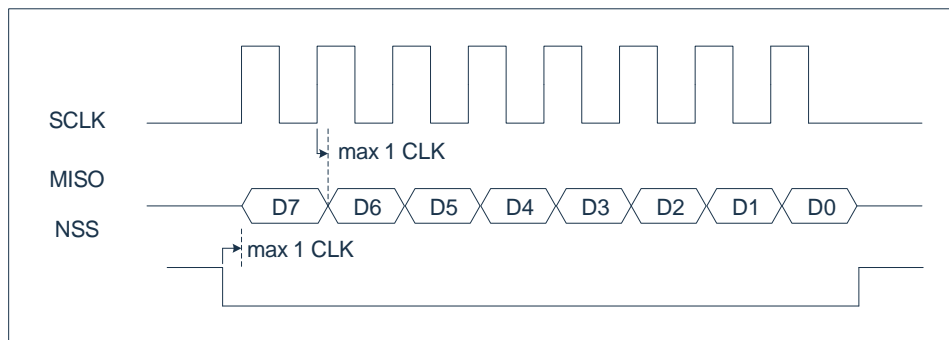 SCLK
max 1 CLK
MISO
D7 D6 D5 D4 D3 D2 D1 D0
NSS
max 1 CLK